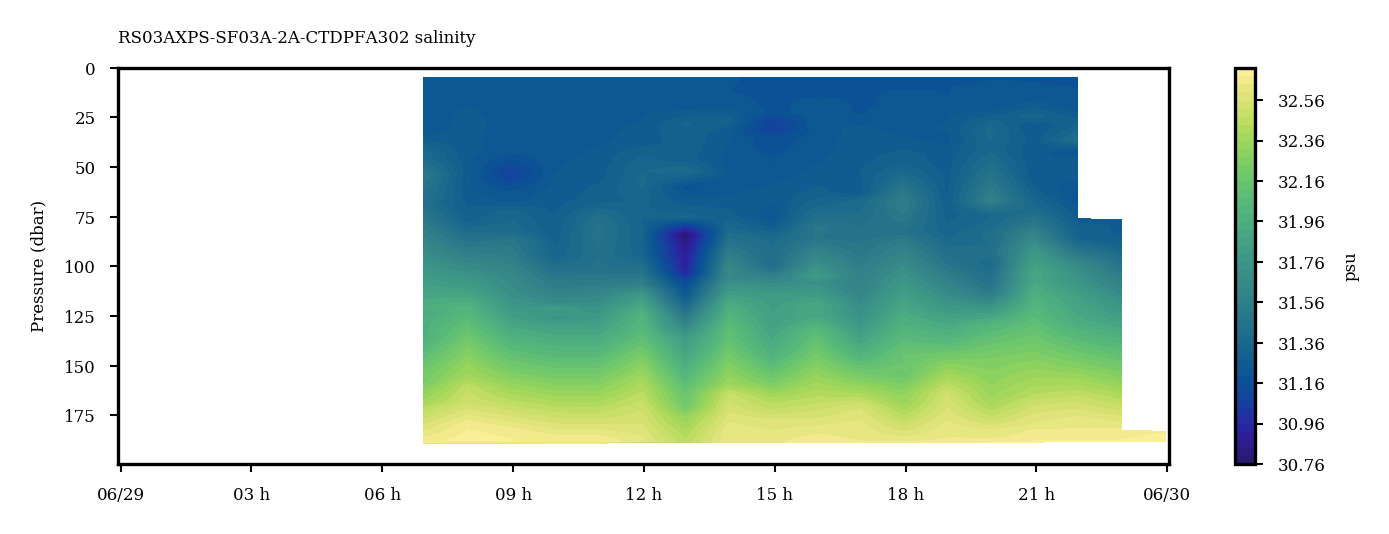 RS03AXPS-SF03A-2A-CTDPFA302 salinity
0
25
50
75
100
125
150
175
Pressure (dbar)
06/29
03 h
06 h
09 h
12 h
15 h
18 h
21 h
06/30
32.56
32.36
32.16
31.96
31.76
31.56
31.36
31.16
30.96
30.76
psu